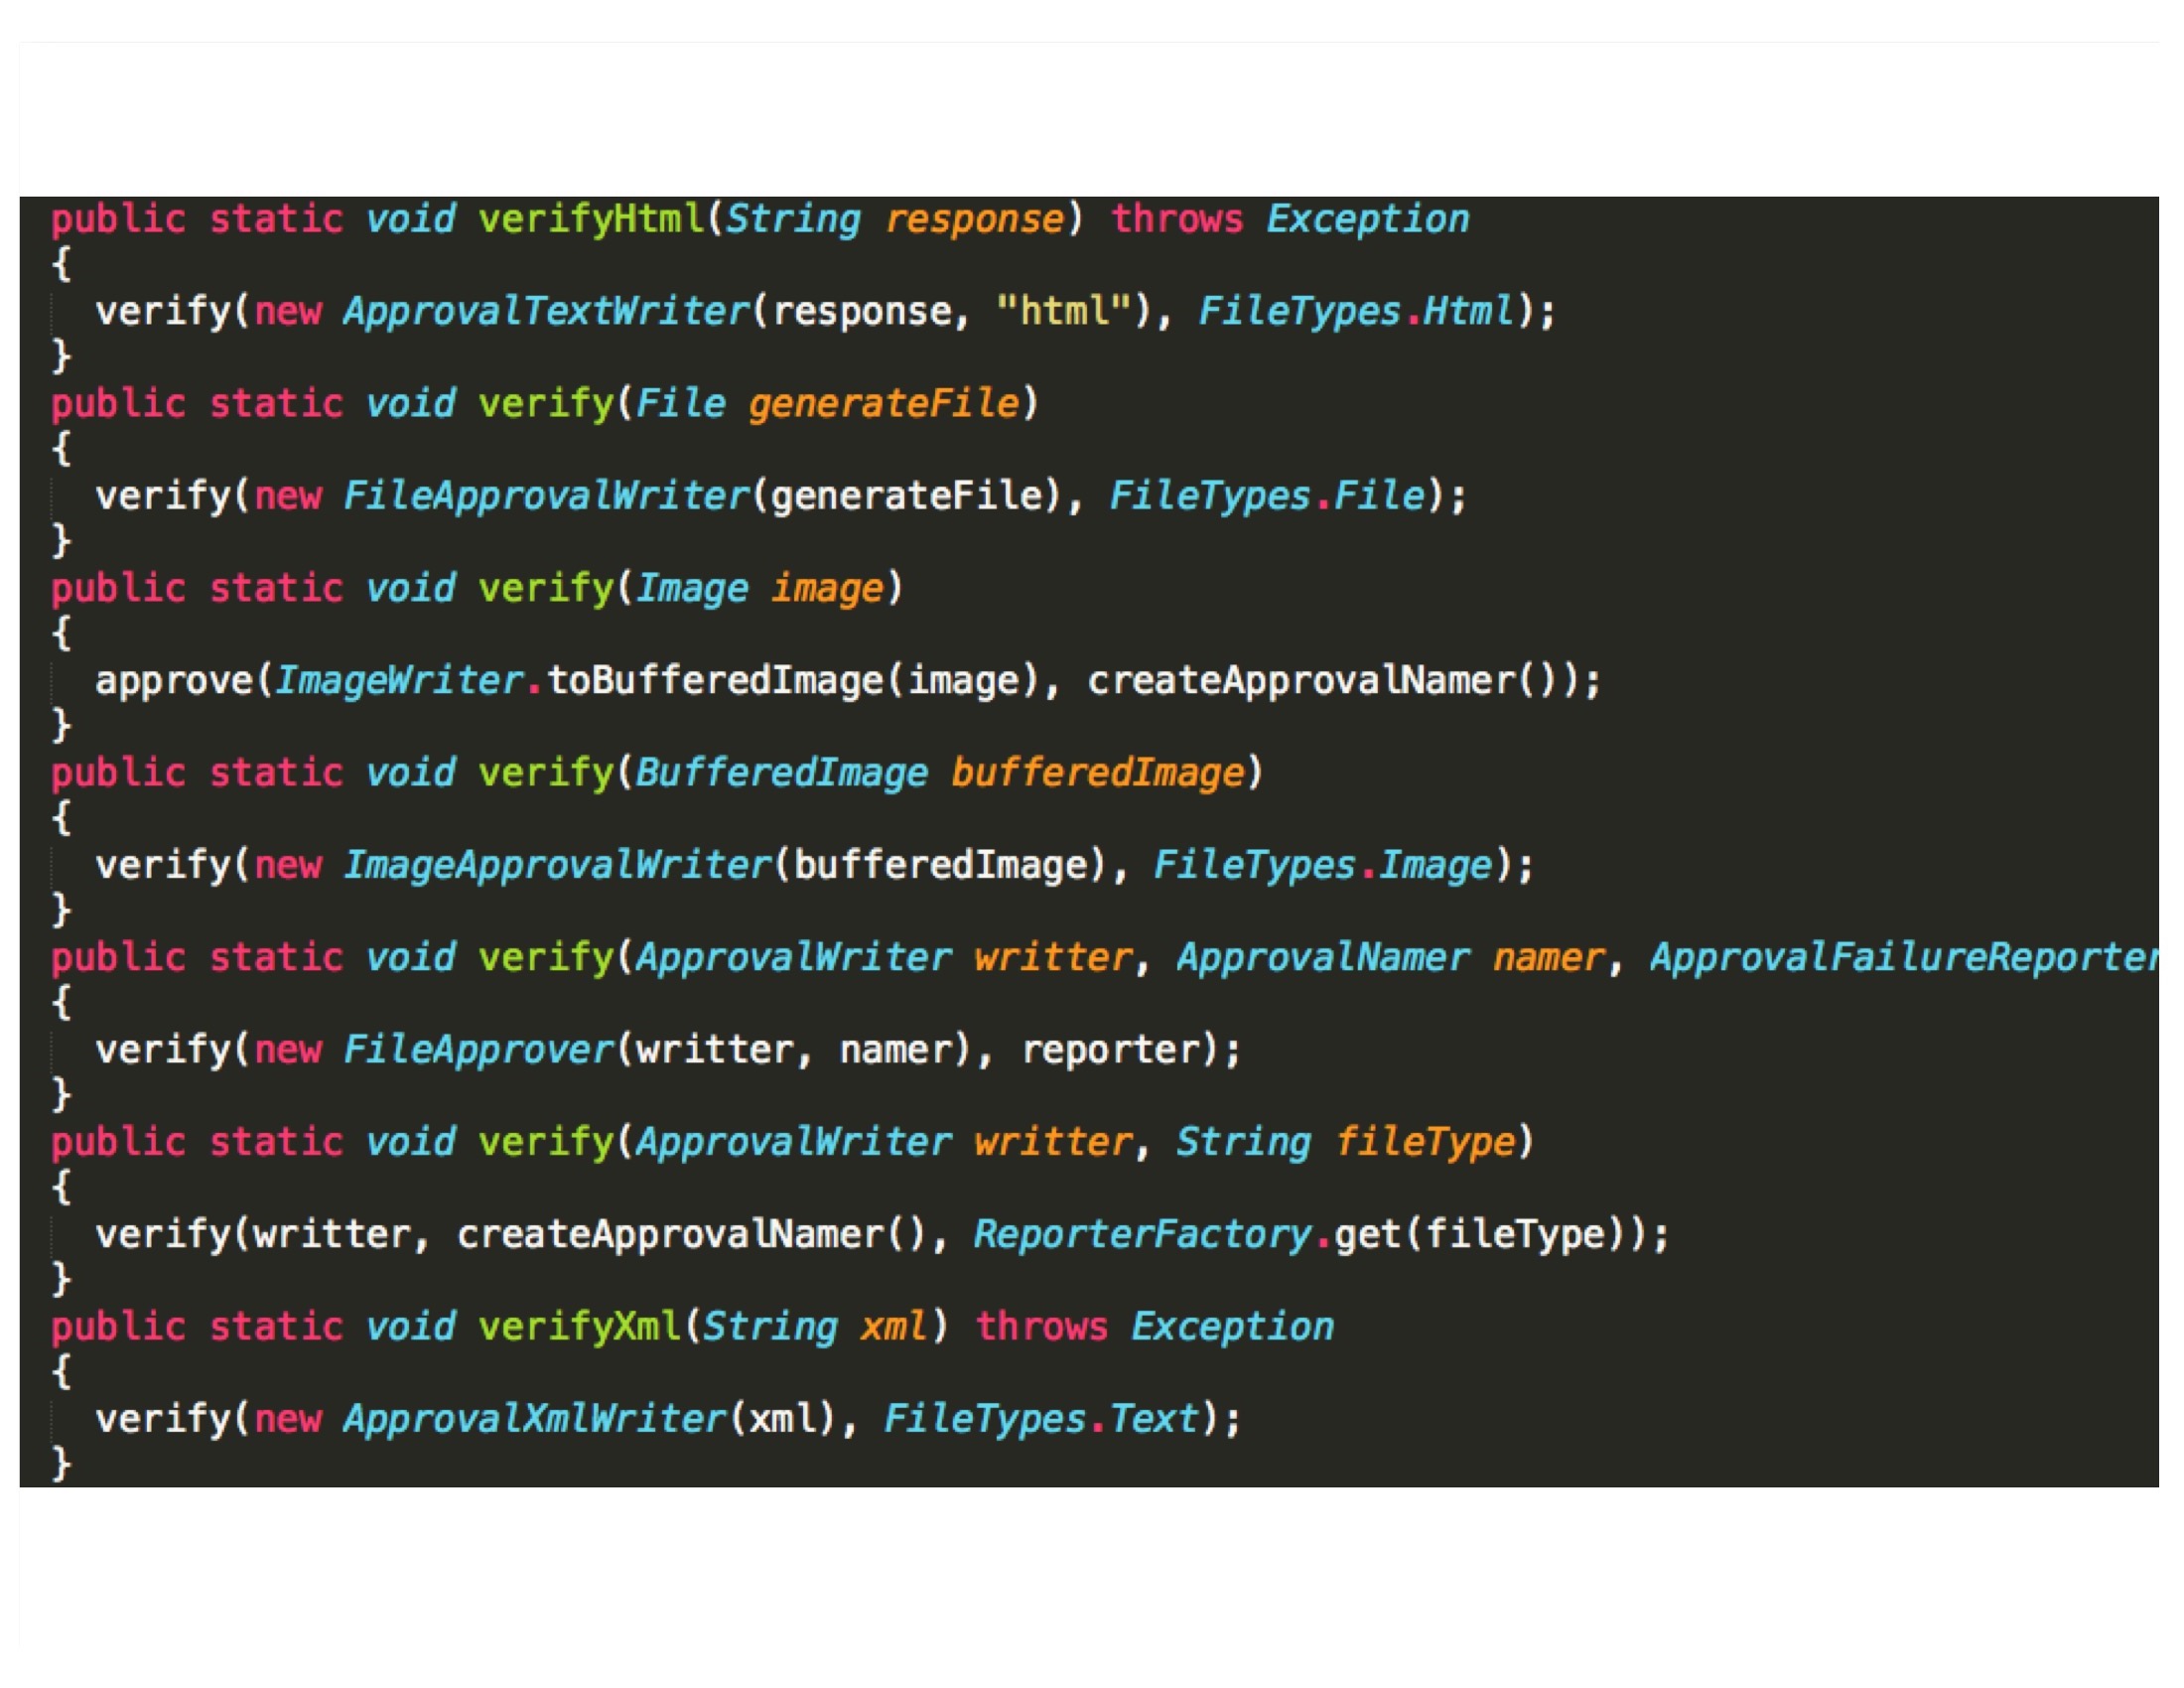 public static void verifyHtml(String response) throws Exception
{
  verify(new ApprovalTextWriter(response, "html"), FileTypes.Html);
}
public static void verify(File generateFile)
{
  verify(new FileApprovalWriter(generateFile), FileTypes.File);
}
public static void verify(Image image)
{
  approve(ImageWriter.toBufferedImage(image), createApprovalNamer());
}
public static void verify(BufferedImage bufferedImage)
{
  verify(new ImageApprovalWriter(bufferedImage), FileTypes.Image);
}
public static void verify(ApprovalWriter writter, ApprovalNamer namer, ApprovalFailureReporter
{
  verify(new FileApprover(writter, namer), reporter);
}
public static void verify(ApprovalWriter writter, String fileType)
{
  verify(writter, createApprovalNamer(), ReporterFactory.get(fileType));
}
public static void verifyXml(String xml) throws Exception
{
  verify(new ApprovalXmlWriter(xml), FileTypes.Text);
}